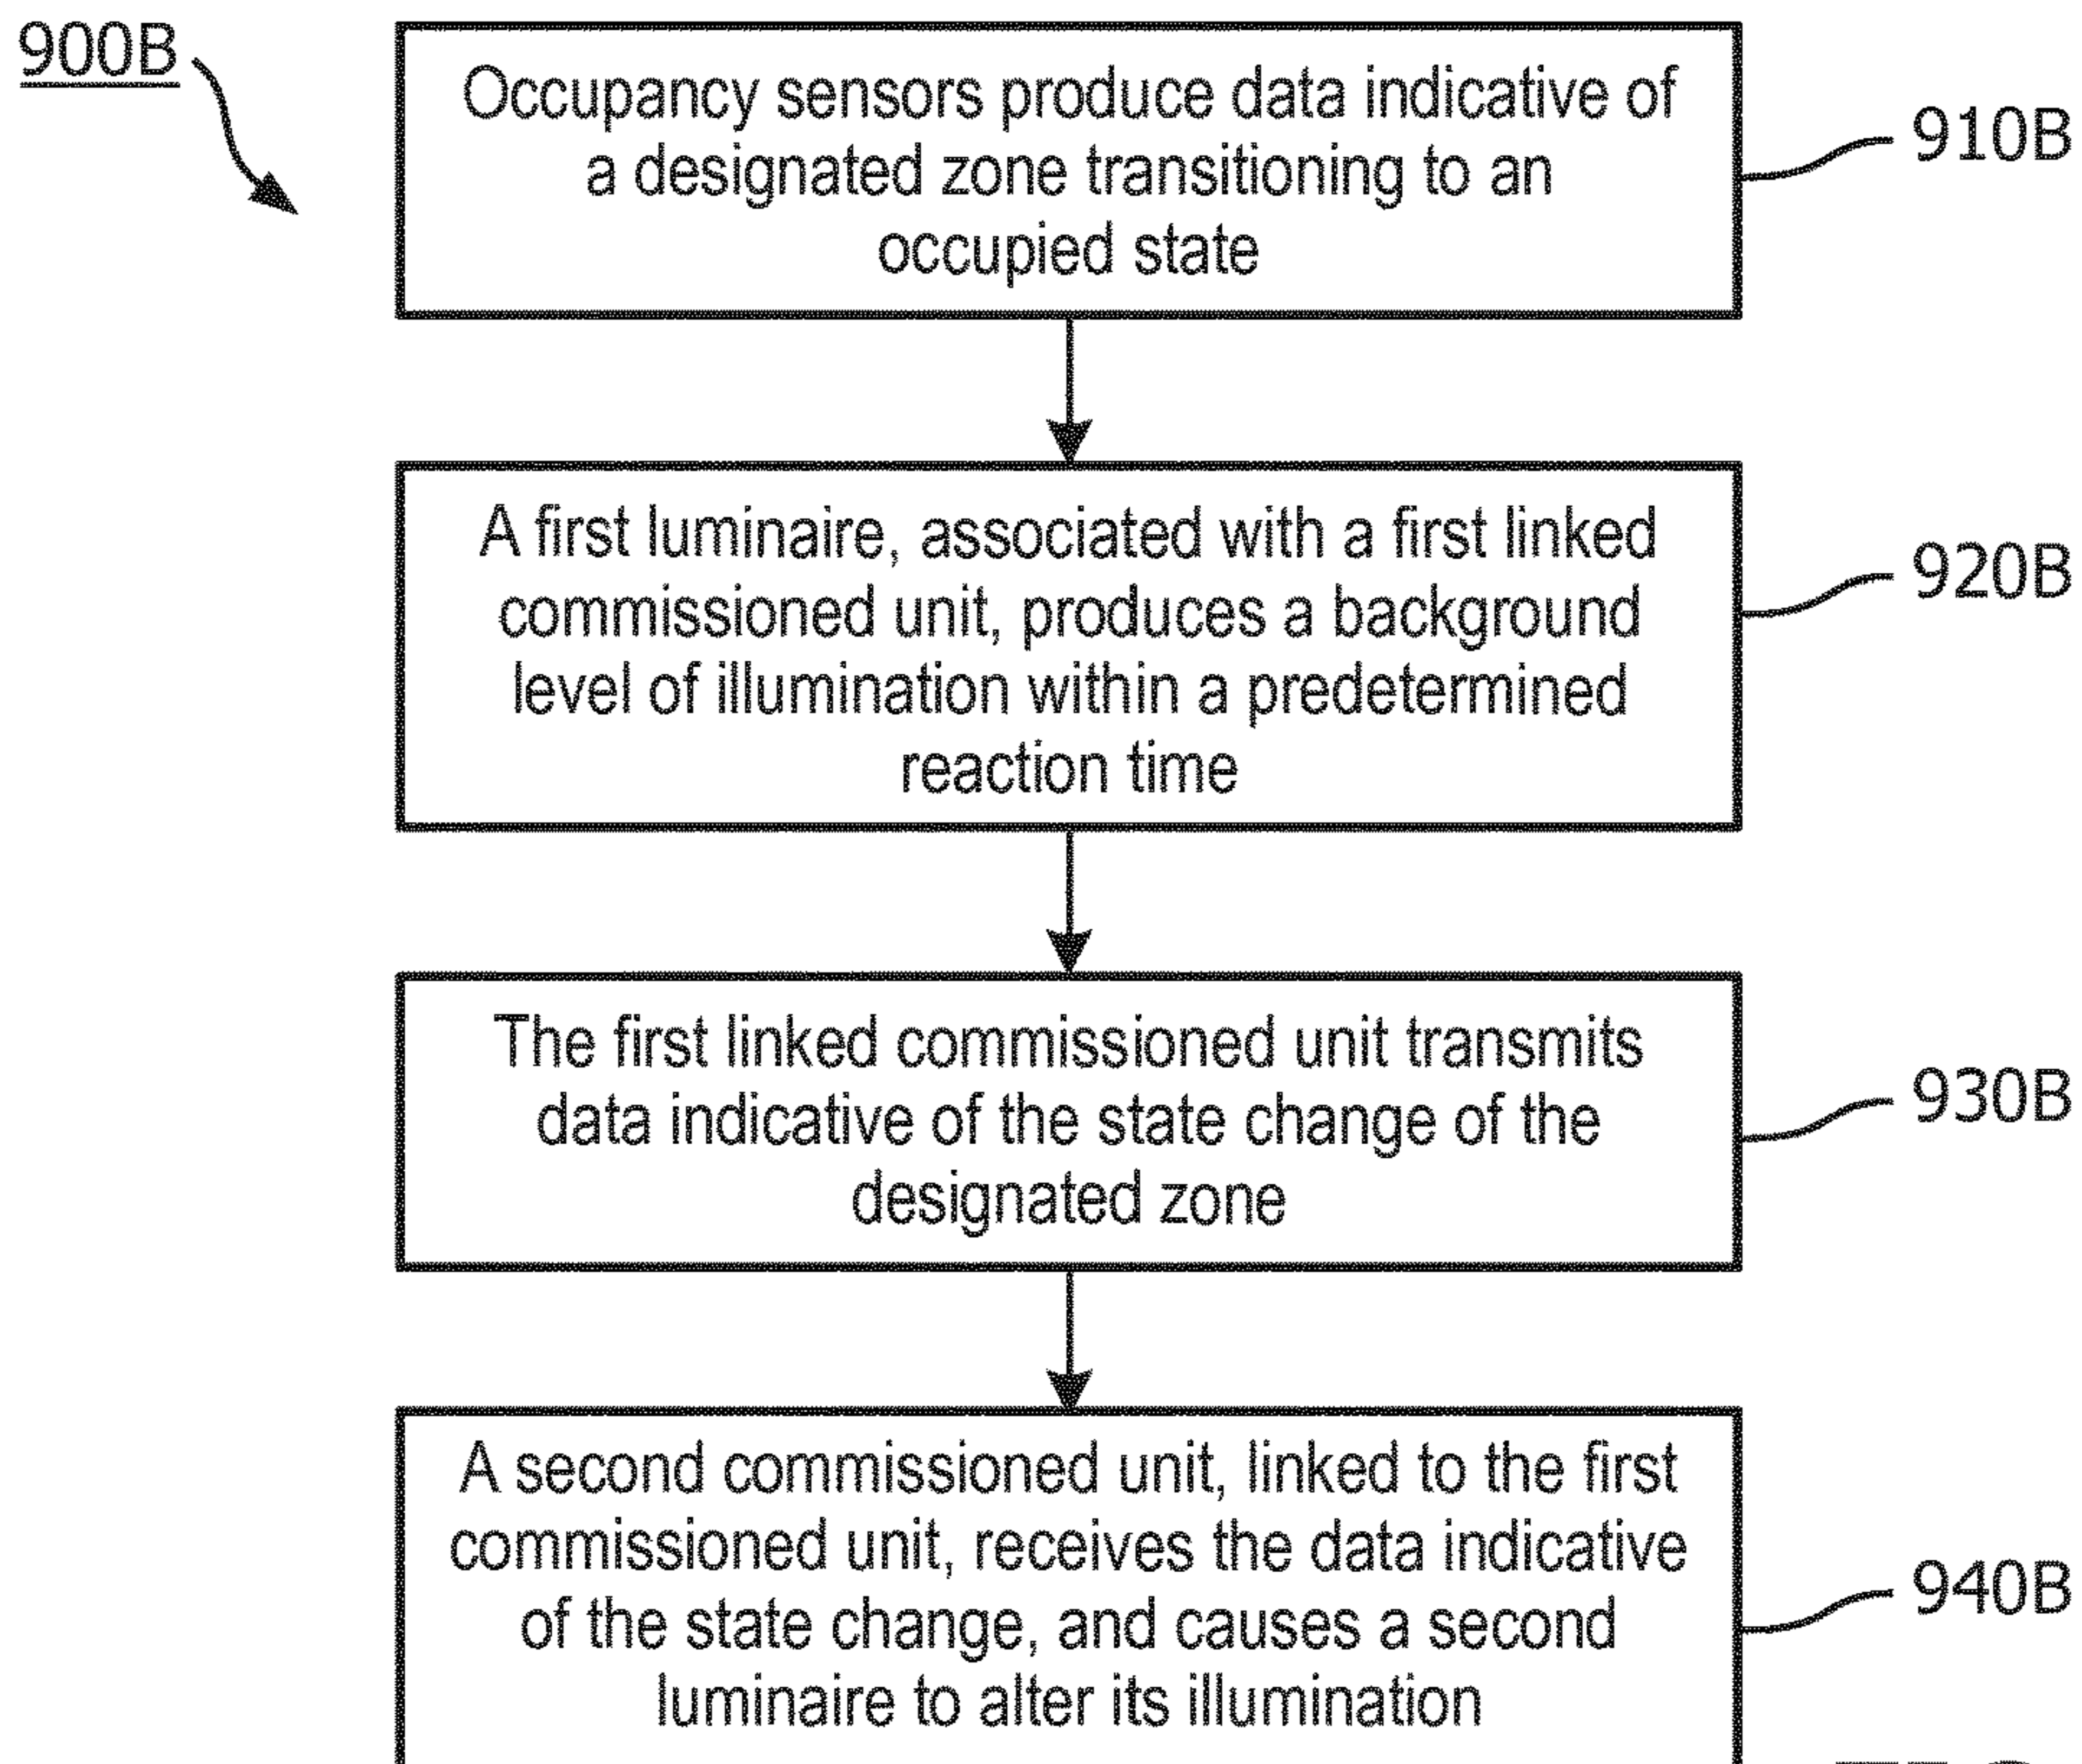 900B
Occupancy sensors produce data indicative of
a designated zone transitioning to an
occupied state
910B
A first luminaire, associated with a first linked
commissioned unit, produces a background
level of illumination within a predetermined
reaction time
920B
The first linked commissioned unit transmits
data indicative of the state change of the
designated zone
930B
A second commissioned unit, linked to the first
commissioned unit, receives the data indicative
of the state change, and causes a second
luminaire to alter its illumination
940B